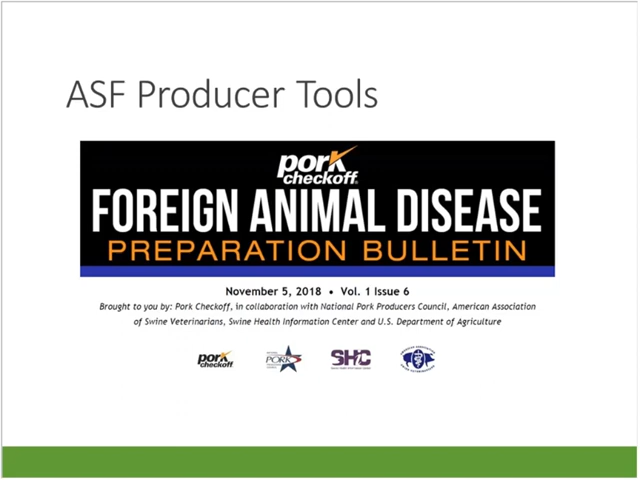 ASF Producer Tools
pork
checkoff®
FOREIGN ANIMAL DISEASE
PREPARATION BULLETIN
November 5, 2018 • Vol. 1 Issue 6
Brought to you by: Pork Checkoff, in collaboration with National Pork Producers Council, American Association
of Swine Veterinarians, Swine Health Information Center and U.S. Department of Agriculture
pork
checkoff
PORK
SHC